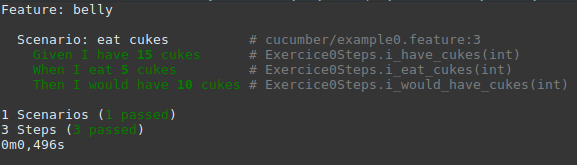 Feature: belly
Scenario: eat cukes # cucumber/example0.feature:3
Given I have 15 cukes # Exercice0Steps.i_have_cukes(int)
When I eat 5 cukes # Exercice0Steps.i_eat_cukes(int)
Then I would have 10 cukes # Exercice0Steps.i_would_have_cukes(int)
1 Scenarios (1 passed)
3 Steps (3 passed)
0m0,496s